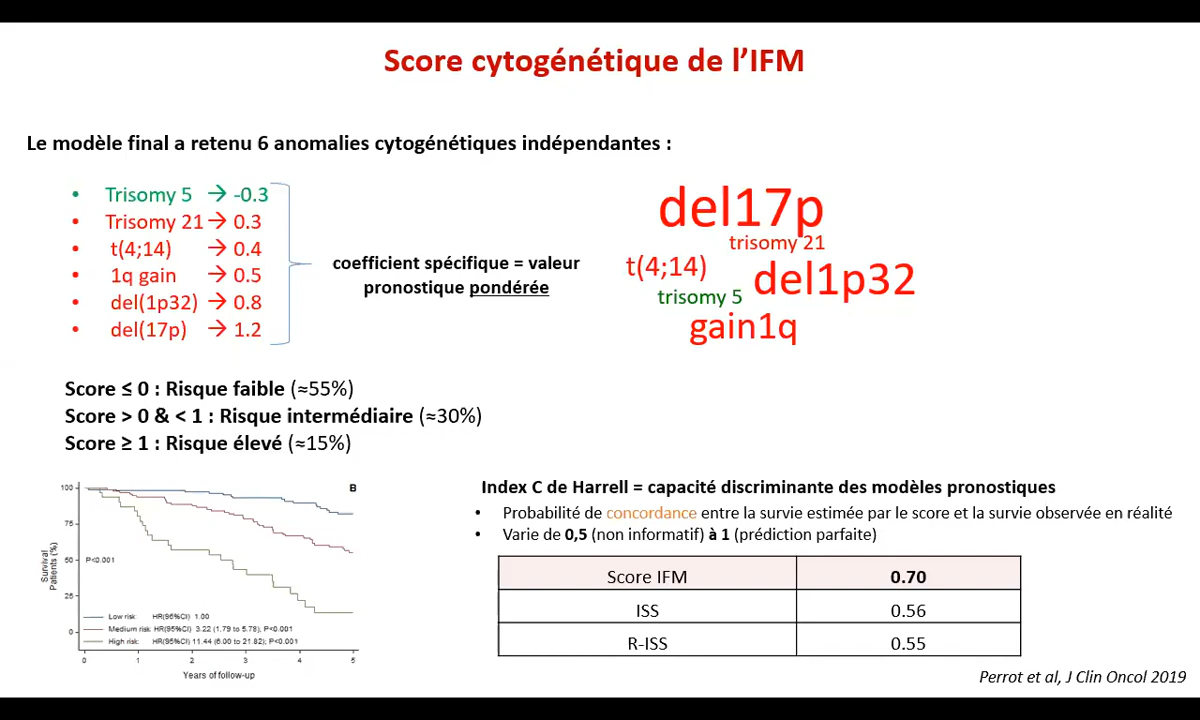 Score cytogénétique de l’IFM
Le modèle final a retenu 6 anomalies cytogénétiques indépendantes :
• Trisomy 5 → -0.3
• Trisomy 21 → 0.3
• t(4;14) → 0.4
• 1q gain → 0.5
• del(1p32) → 0.8
• del(17p) → 1.2
coefficient spécifique = valeur
pronostique pondérée
del17p
trisomy 21
t(4;14)
del1p32
trisomy 5
gain1q
Score ≤ 0 : Risque faible (≈55%)
Score > 0 & < 1 : Risque intermédiaire (≈30%)
Score ≥ 1 : Risque élevé (≈15%)
B
Survival
Patients (%)
100
75
50
25
0
P<0.001
Low risk: HR(95%CI) 1.00
Medium risk: HR(95%CI) 3.22 (1.79 to 5.78); P<0.001
High risk: HR(95%CI) 11.44 (6.00 to 21.82); P<0.001
0 1 2 3 4 5
Years of follow-up
Index C de Harrell = capacité discriminante des modèles pronostiques
• Probabilité de concordance entre la survie estimée par le score et la survie observée en réalité
• Varie de 0,5 (non informatif) à 1 (prédiction parfaite)
Score IFM 0.70
ISS 0.56
R-ISS 0.55
Perrot et al, J Clin Oncol 2019